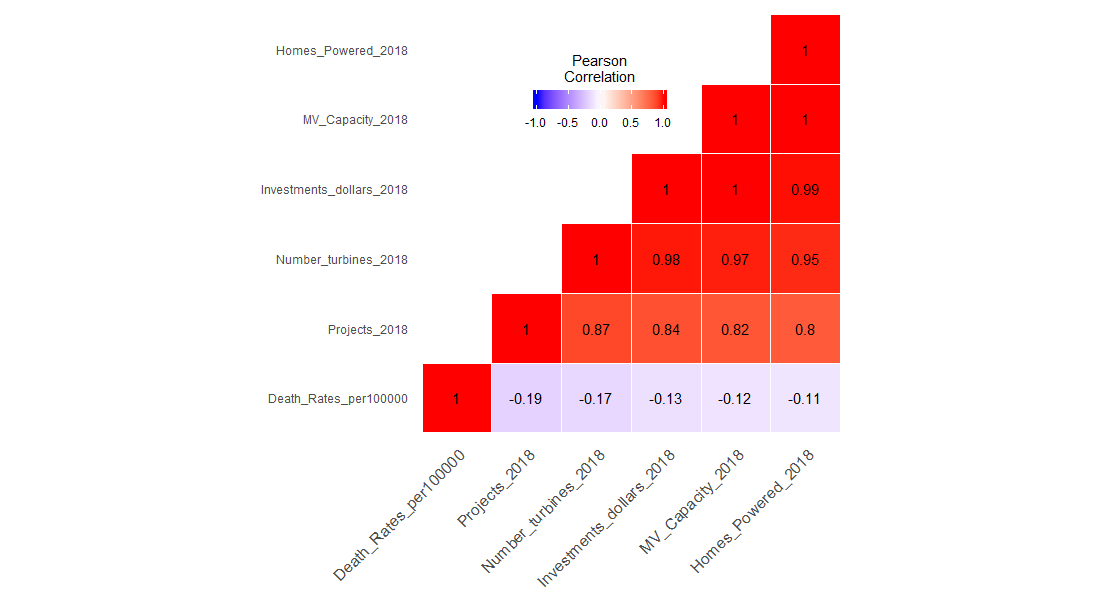 Pearson
Correlation
-1.0 -0.5 0.0 0.5 1.0
Homes_Powered_2018 1
MV_Capacity_2018 1 1
Investments_dollars_2018 1 1 0.99
Number_turbines_2018 1 0.98 0.97 0.95
Projects_2018 1 0.87 0.84 0.82 0.8
Death_Rates_per100000 1 -0.19 -0.17 -0.13 -0.12 -0.11
Death_Rates_per100000
Projects_2018
Number_turbines_2018
Investments_dollars_2018
MV_Capacity_2018
Homes_Powered_2018